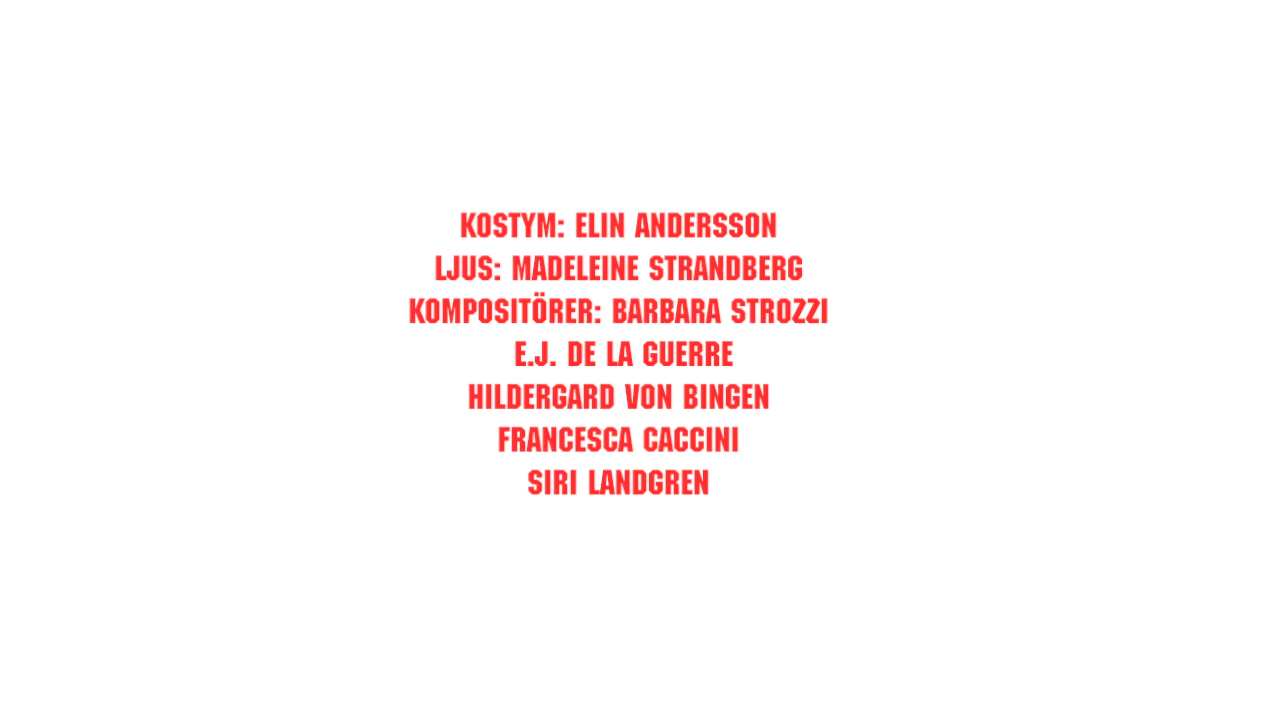 KOSTYM: ELIN ANDERSSON
LJUS: MADELEINE STRANDBERG
KOMPOSITÖRER: BARBARA STROZZI
E.J. DE LA GUERRE
HILDERGARD VON BINGEN
FRANCESCA CACCINI
SIRI LANDGREN